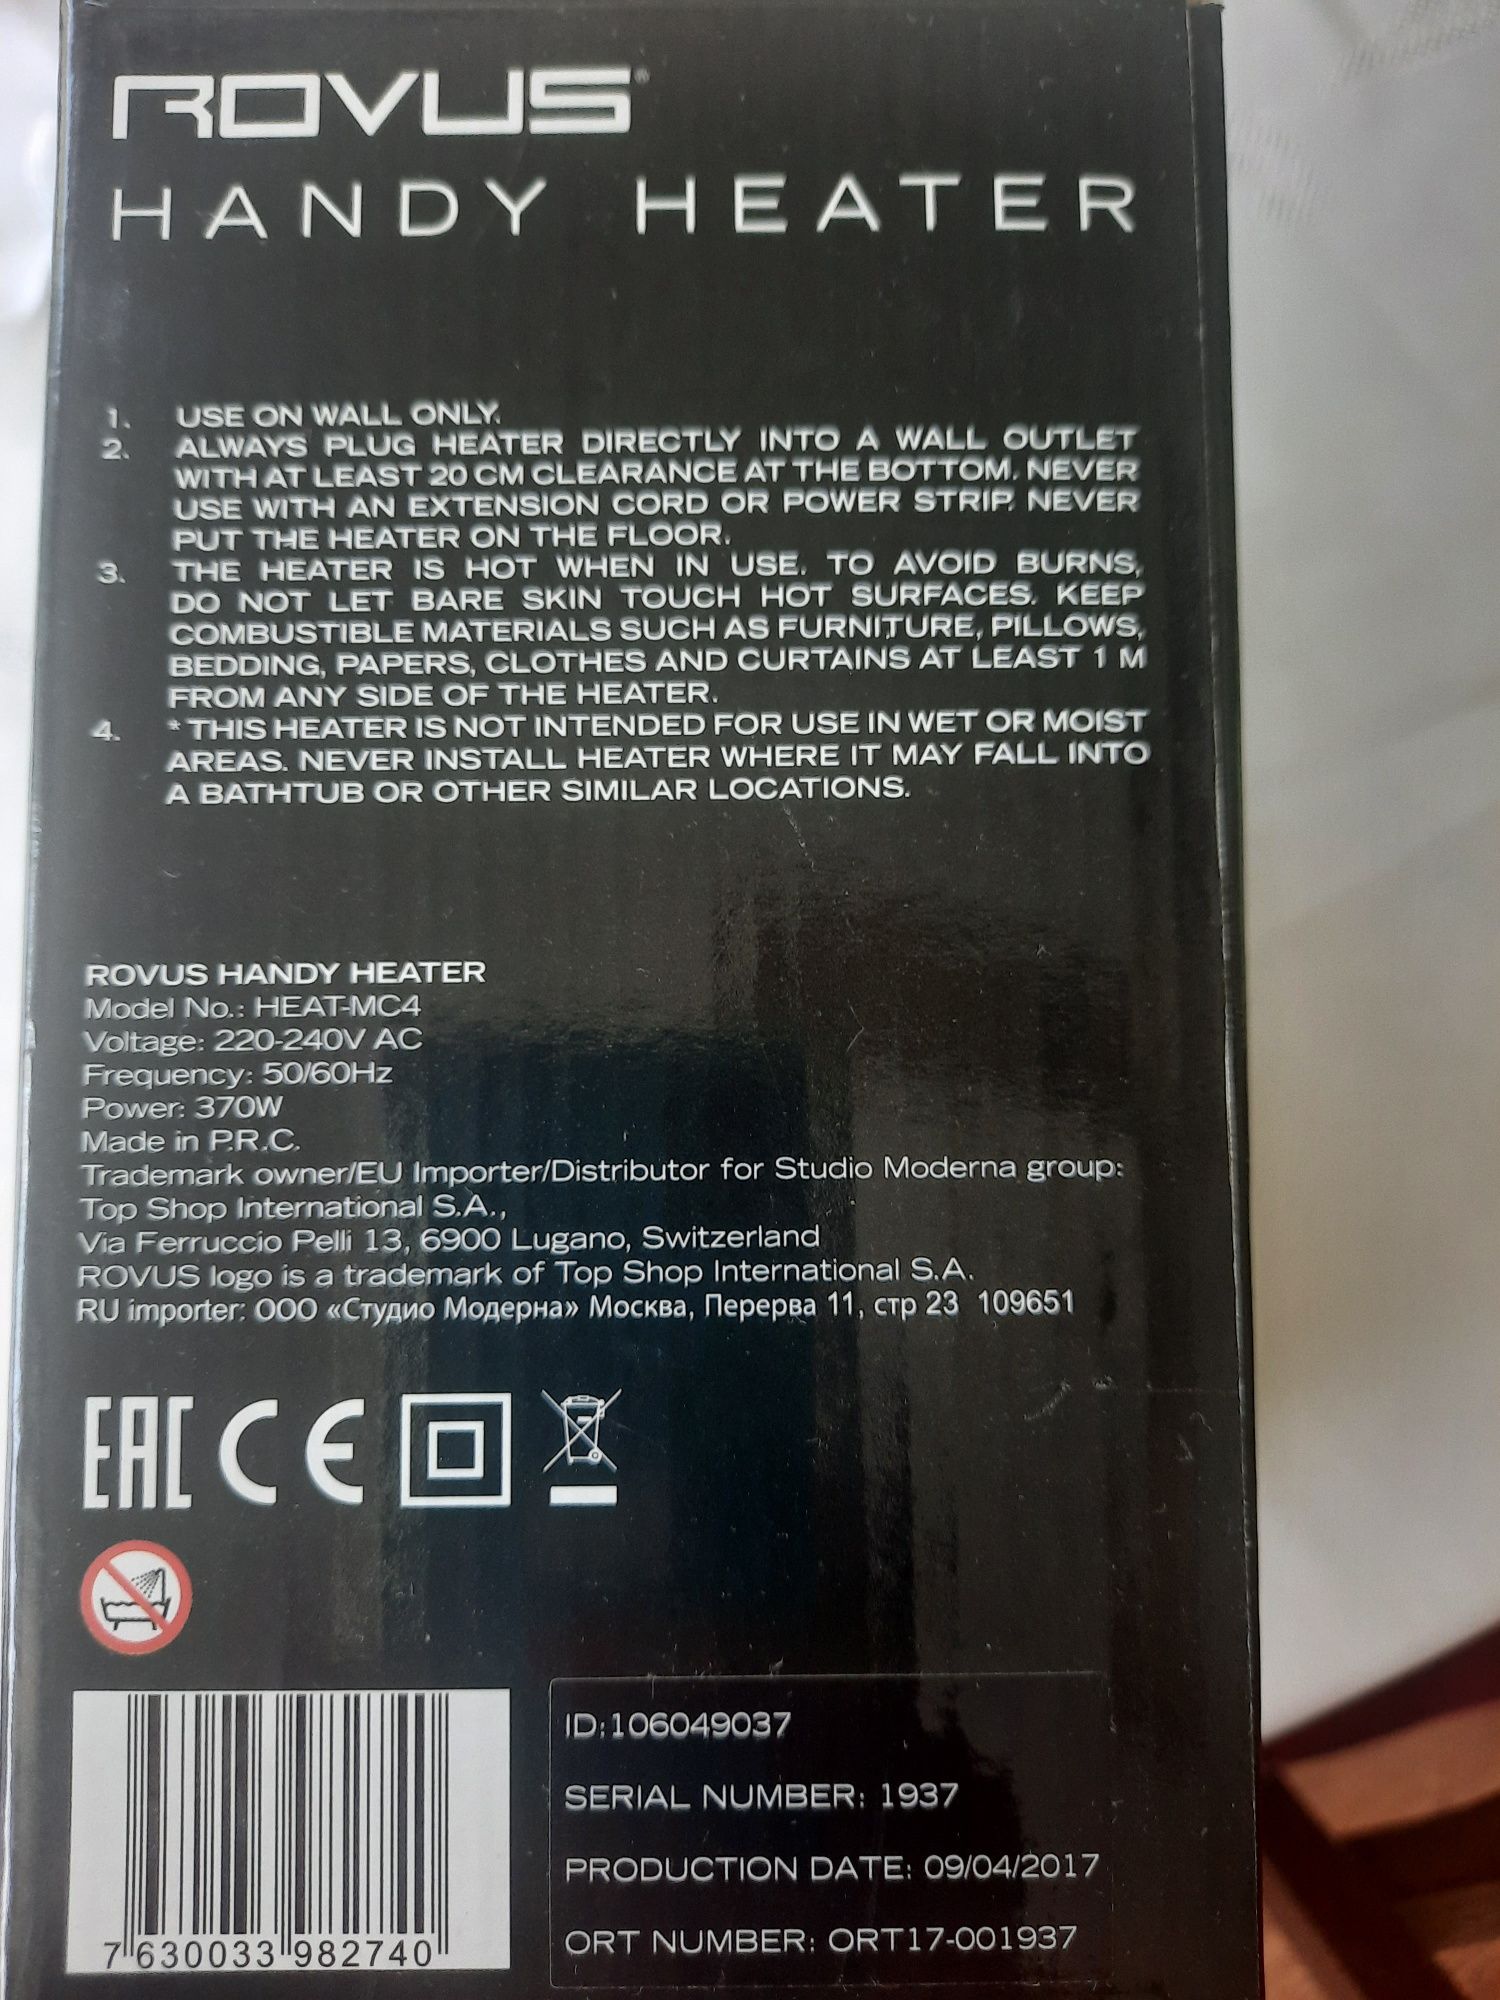 ROVUS®
HANDY HEATER
1. USE ON WALL ONLY.
2. ALWAYS PLUG HEATER DIRECTLY INTO A WALL OUTLET
WITH AT LEAST 20 CM CLEARANCE AT THE BOTTOM. NEVER
USE WITH AN EXTENSION CORD OR POWER STRIP. NEVER
PUT THE HEATER ON THE FLOOR.
3. THE HEATER IS HOT WHEN IN USE. TO AVOID BURNS,
DO NOT LET BARE SKIN TOUCH HOT SURFACES. KEEP
COMBUSTIBLE MATERIALS SUCH AS FURNITURE, PILLOWS,
BEDDING, PAPERS, CLOTHES AND CURTAINS AT LEAST 1 M
FROM ANY SIDE OF THE HEATER.
4. * THIS HEATER IS NOT INTENDED FOR USE IN WET OR MOIST
AREAS. NEVER INSTALL HEATER WHERE IT MAY FALL INTO
A BATHTUB OR OTHER SIMILAR LOCATIONS.
ROVUS HANDY HEATER
Model No.: HEAT-MC4
Voltage: 220-240V AC
Frequency: 50/60Hz
Power: 370W
Made in P.R.C.
Trademark owner/EU Importer/Distributor for Studio Moderna group:
Top Shop International S.A.,
Via Ferruccio Pelli 13, 6900 Lugano, Switzerland
ROVUS logo is a trademark of Top Shop International S.A.
RU importer: ООО «Студио Модерна» Москва, Перерва 11, стр 23 109651
EAC CE
ID:106049037
SERIAL NUMBER: 1937
PRODUCTION DATE: 09/04/2017
ORT NUMBER: ORT17-001937
7 630033 982740